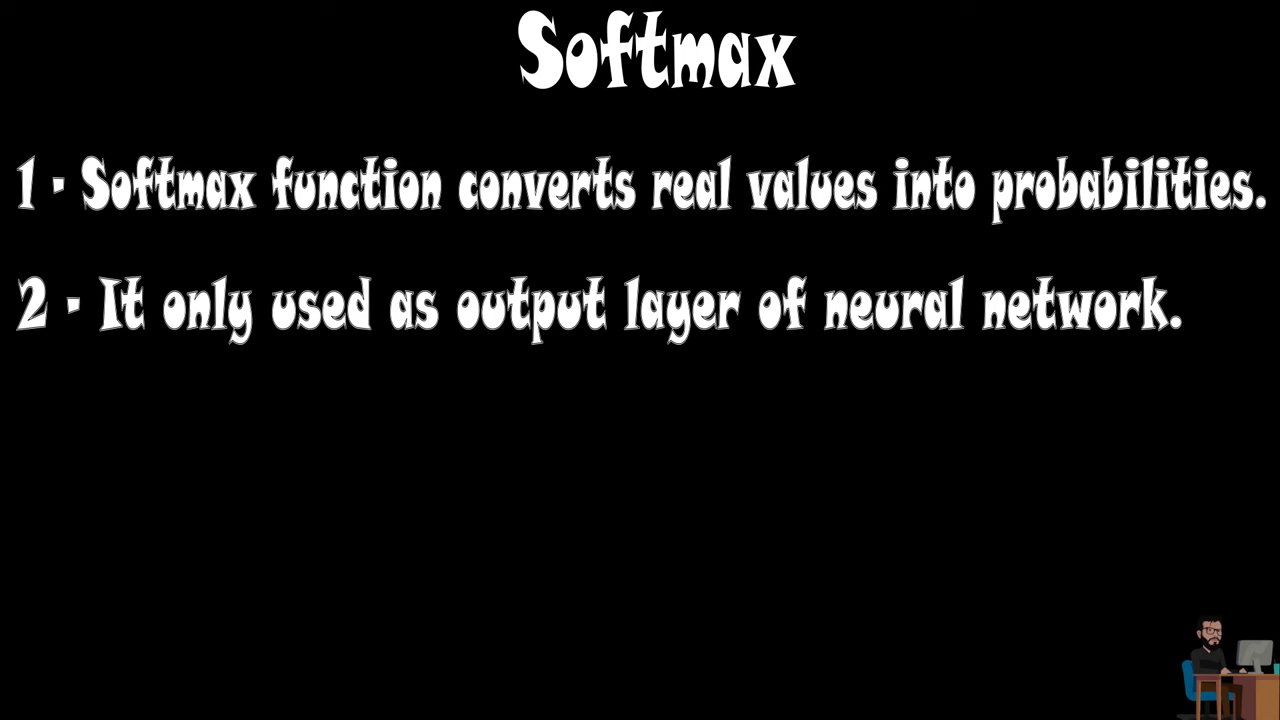 Softmax
1 - Softmax function converts real values into probabilities.
2 - It only used as output layer of neural network.